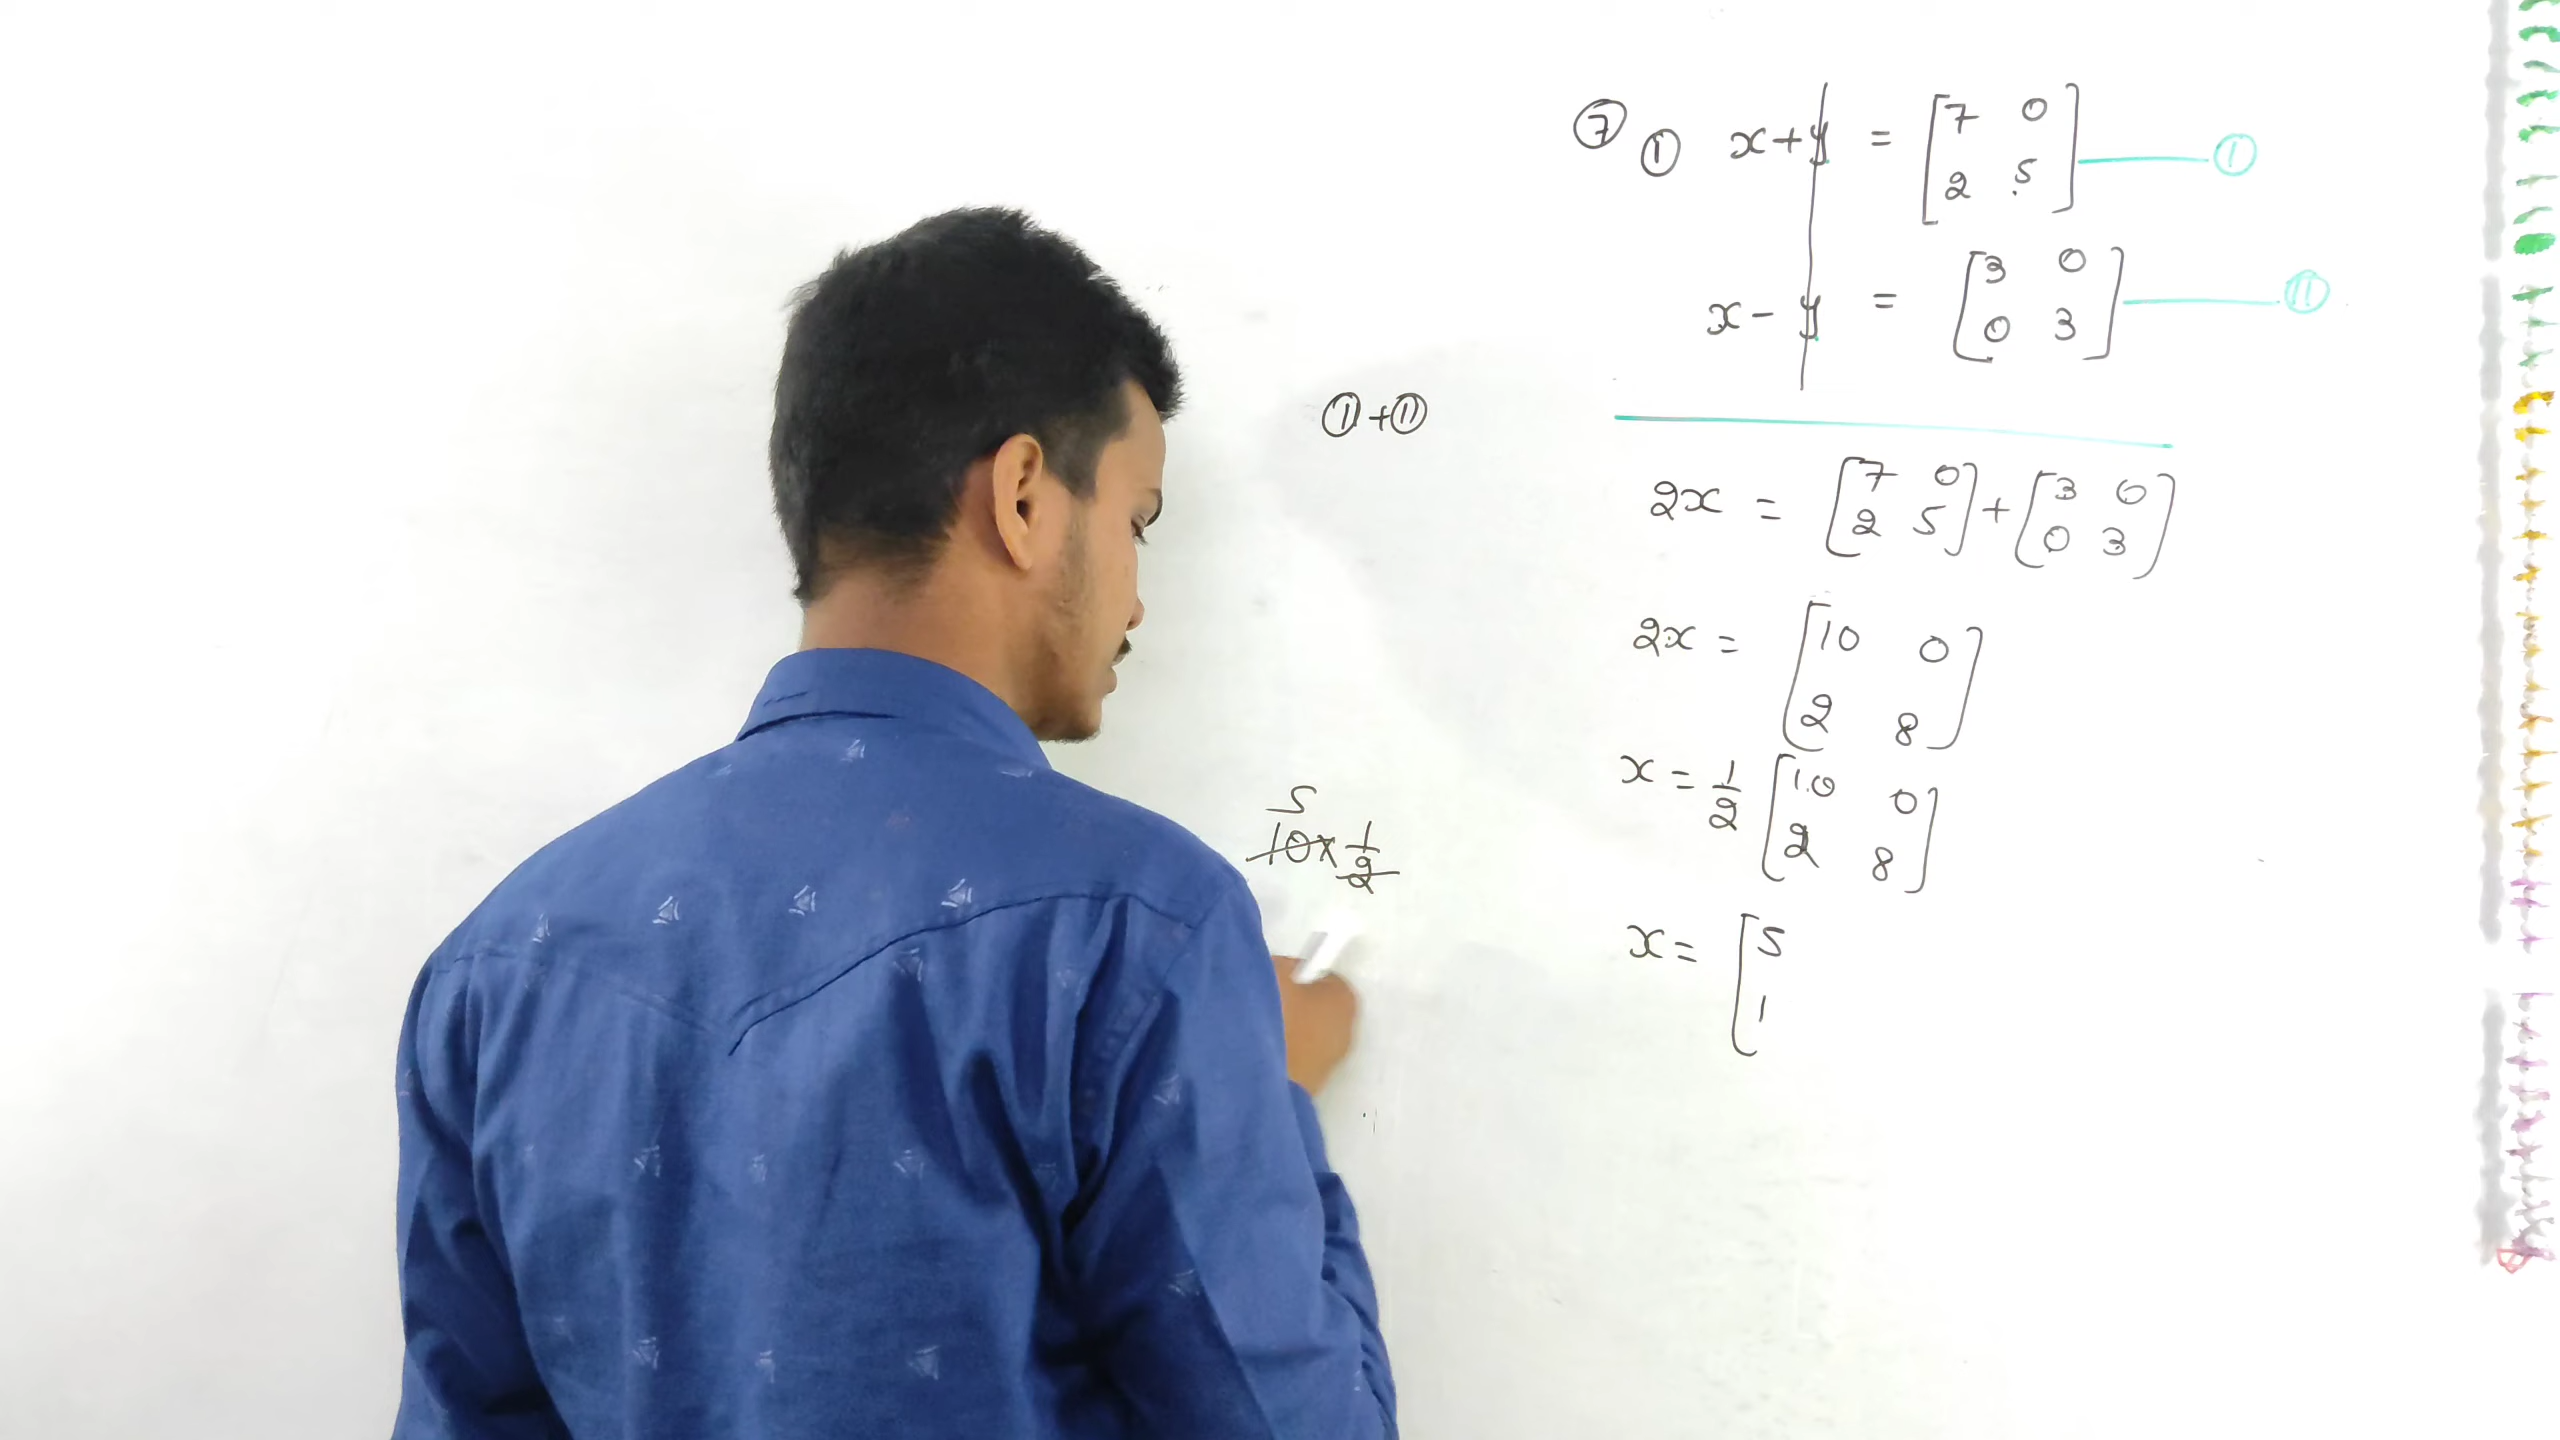 ⑦ ① x+y = [7 0 2 5] ①
x-y = [3 0 0 3] ⑪
①+⑪
2x = [7 0 2 5] + [3 0 0 3]
2x = [10 0 2 8]
x = 1/2 [10 0 2 8]
5
10x 1/2
x = [5 1